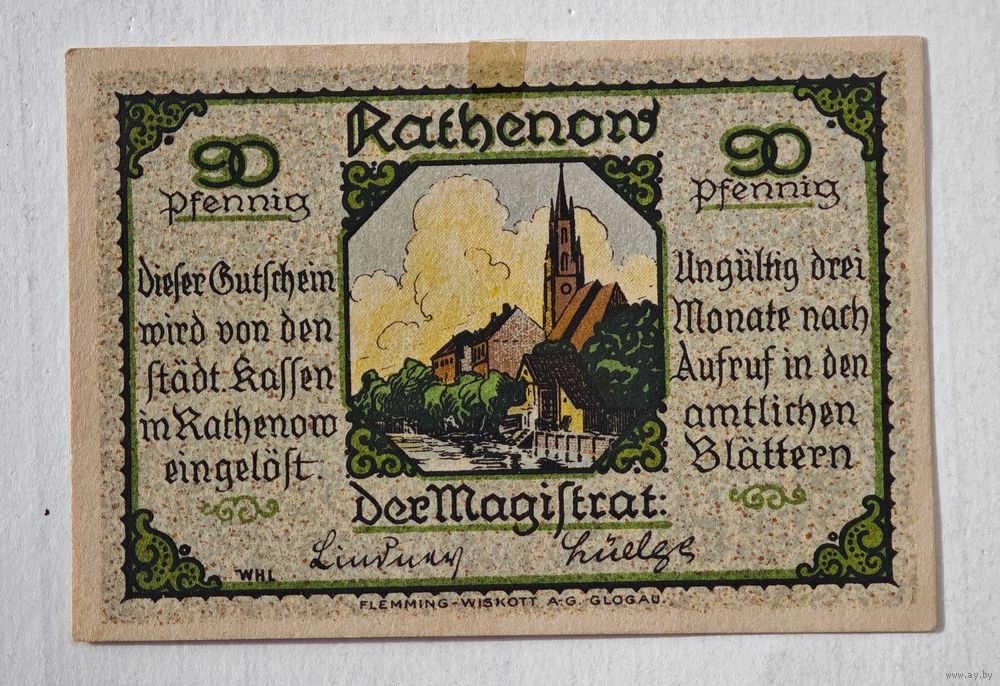 Rathenow
90
Pfennig
90
Pfennig
Dieser Gutſchein
wird von den
ſtädt. Kaſſen
in Rathenow
eingelöſt.
Ungültig drei
Monate nach
Aufruf in den
amtlichen
Blättern
der Magiſtrat:
Lindner
WHL
FLEMMING-WISKOTT A-G. GLOGAU.
www.ay.by